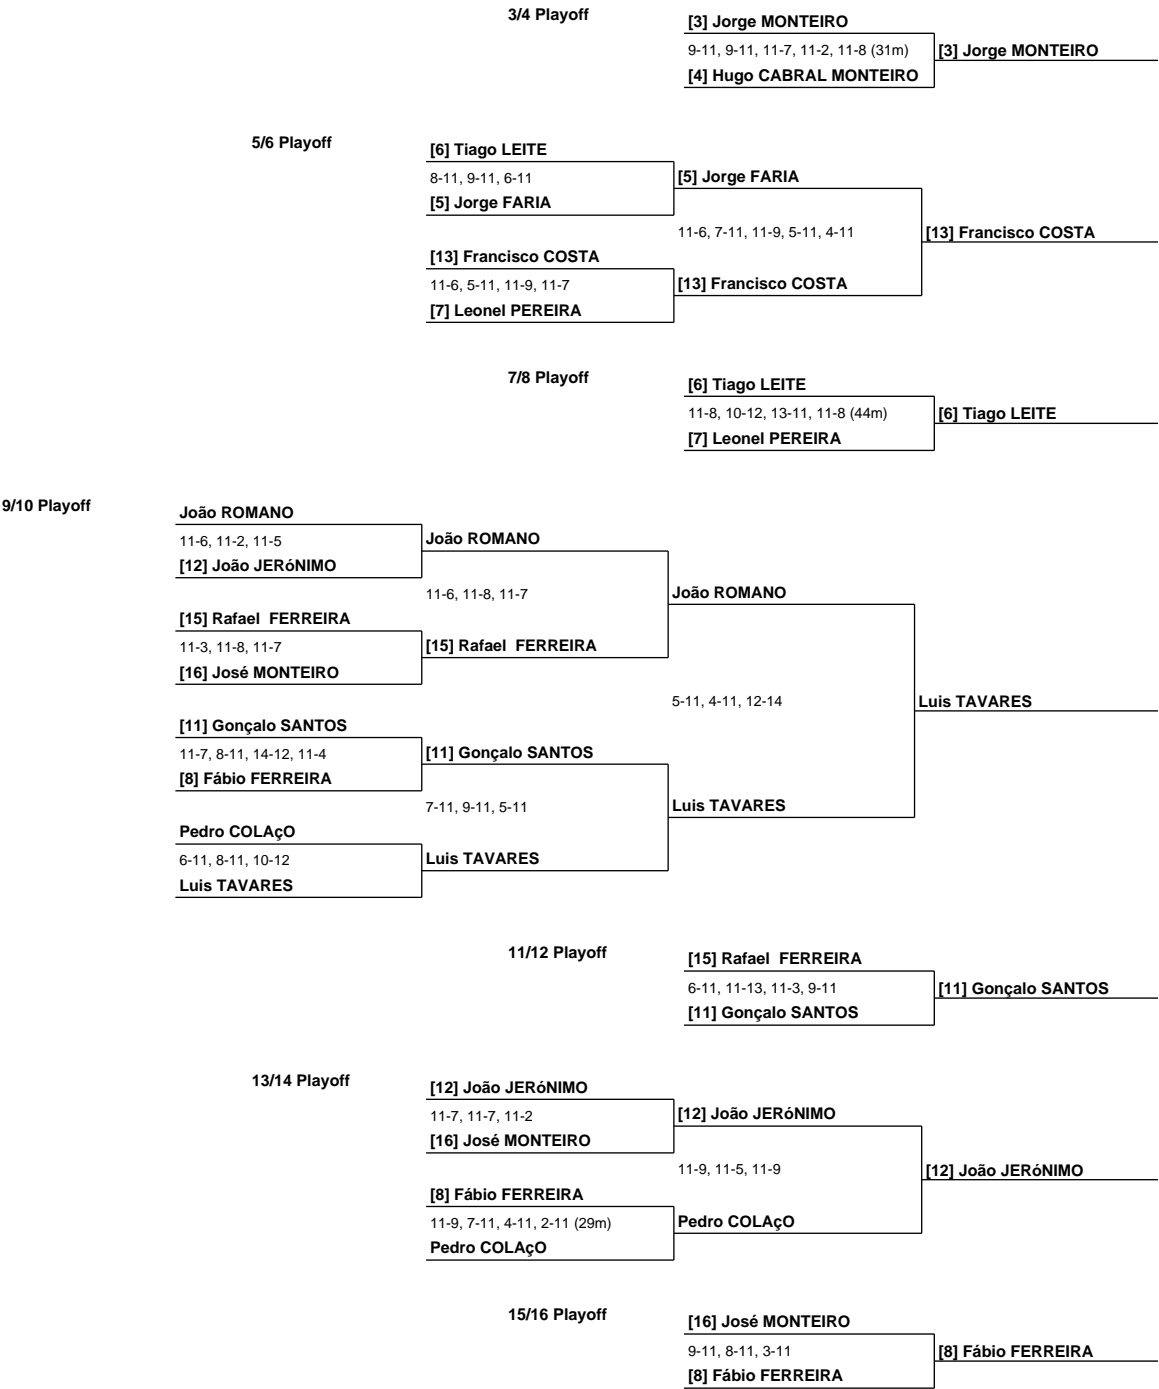 3/4 Playoff
[3] Jorge MONTEIRO
9-11, 9-11, 11-7, 11-2, 11-8 (31m)
[3] Jorge MONTEIRO
[4] Hugo CABRAL MONTEIRO
5/6 Playoff
[6] Tiago LEITE
8-11, 9-11, 6-11
[5] Jorge FARIA
[5] Jorge FARIA
11-6, 7-11, 11-9, 5-11, 4-11
[13] Francisco COSTA
[13] Francisco COSTA
11-6, 5-11, 11-9, 11-7
[13] Francisco COSTA
[7] Leonel PEREIRA
7/8 Playoff
[6] Tiago LEITE
11-8, 10-12, 13-11, 11-8 (44m)
[6] Tiago LEITE
[7] Leonel PEREIRA
9/10 Playoff
João ROMANO
11-6, 11-2, 11-5
João ROMANO
[12] João JERóNIMO
11-6, 11-8, 11-7
João ROMANO
[15] Rafael  FERREIRA
11-3, 11-8, 11-7
[15] Rafael  FERREIRA
[16] José MONTEIRO
5-11, 4-11, 12-14
Luis TAVARES
[11] Gonçalo SANTOS
11-7, 8-11, 14-12, 11-4
[11] Gonçalo SANTOS
[8] Fábio FERREIRA
7-11, 9-11, 5-11
Luis TAVARES
Pedro COLAçO
6-11, 8-11, 10-12
Luis TAVARES
Luis TAVARES
11/12 Playoff
[15] Rafael  FERREIRA
6-11, 11-13, 11-3, 9-11
[11] Gonçalo SANTOS
[11] Gonçalo SANTOS
13/14 Playoff
[12] João JERóNIMO
11-7, 11-7, 11-2
[12] João JERóNIMO
[16] José MONTEIRO
11-9, 11-5, 11-9
[12] João JERóNIMO
[8] Fábio FERREIRA
11-9, 7-11, 4-11, 2-11 (29m)
Pedro COLAçO
Pedro COLAçO
15/16 Playoff
[16] José MONTEIRO
9-11, 8-11, 3-11
[8] Fábio FERREIRA
[8] Fábio FERREIRA